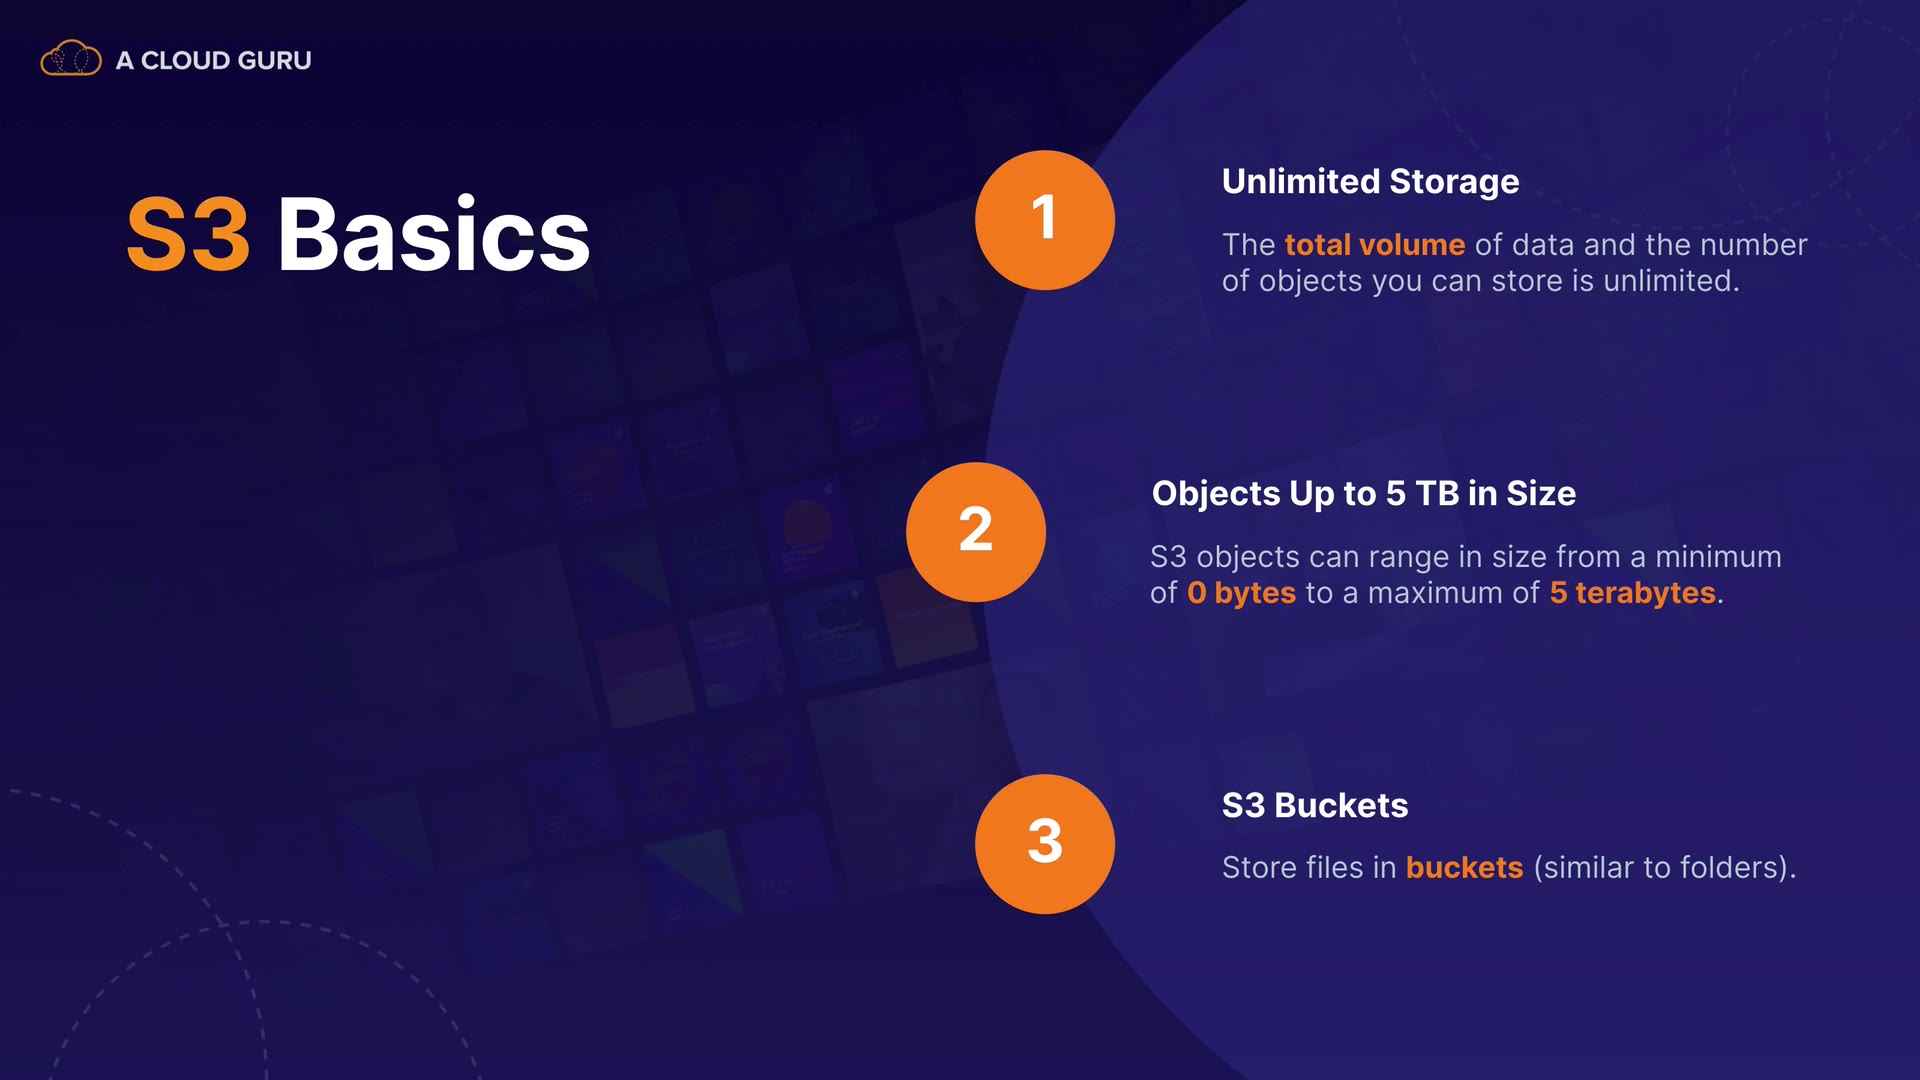 A CLOUD GURU
S3 Basics
1
Unlimited Storage
The total volume of data and the number
of objects you can store is unlimited.
2
Objects Up to 5 TB in Size
S3 objects can range in size from a minimum
of 0 bytes to a maximum of 5 terabytes.
3
S3 Buckets
Store files in buckets (similar to folders).